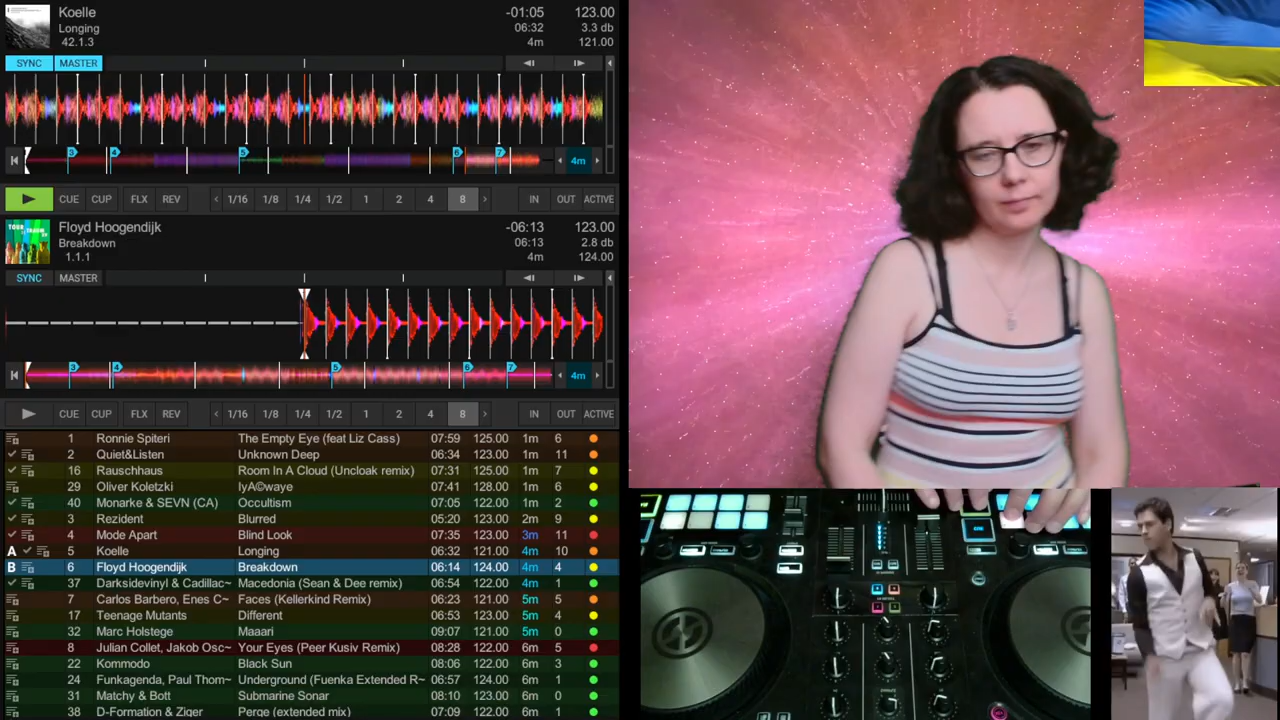 Koelle -01:05 123.00
Longing 06:32 3.3 db
42.1.3 4m 121.00
SYNC MASTER
3 4 5 6 7 4m
CUE CUP FLX REV 1/16 1/8 1/4 1/2 1 2 4 8 IN OUT ACTIVE
Floyd Hoogendijk -06:13 123.00
Breakdown 06:13 2.8 db
1.1.1 4m 124.00
SYNC MASTER
3 4 5 6 7 4m
CUE CUP FLX REV 1/16 1/8 1/4 1/2 1 2 4 8 IN OUT ACTIVE
1 Ronnie Spiteri The Empty Eye (feat Liz Cass) 07:59 125.00 1m 6
2 Quiet&Listen Unknown Deep 06:34 123.00 1m 11
16 Rauschhaus Room In A Cloud (Uncloak remix) 07:31 125.00 1m 7
29 Oliver Koletzki IyA©waye 07:41 128.00 1m 6
40 Monarke & SEVN (CA) Occultism 07:05 122.00 1m 2
3 Rezident Blurred 05:20 123.00 2m 9
4 Mode Apart Blind Look 07:35 123.00 3m 11
A 5 Koelle Longing 06:32 121.00 4m 10
B 6 Floyd Hoogendijk Breakdown 06:14 124.00 4m 4
37 Darksidevinyl & Cadillac~ Macedonia (Sean & Dee remix) 06:54 122.00 4m 1
7 Carlos Barbero, Enes C~ Faces (Kellerkind Remix) 06:23 121.00 5m 5
17 Teenage Mutants Different 06:53 123.00 5m 4
32 Marc Holstege Maaari 09:07 121.00 5m 0
8 Julian Collet, Jakob Osc~ Your Eyes (Peer Kusiv Remix) 08:28 122.00 6m 5
22 Kommodo Black Sun 08:06 122.00 6m 3
24 Funkagenda, Paul Thom~ Underground (Fuenka Extended R~ 06:57 124.00 6m 1
31 Matchy & Bott Submarine Sonar 08:10 123.00 6m 0
38 D-Formation & Ziger Perge (extended mix) 07:09 122.00 6m 1